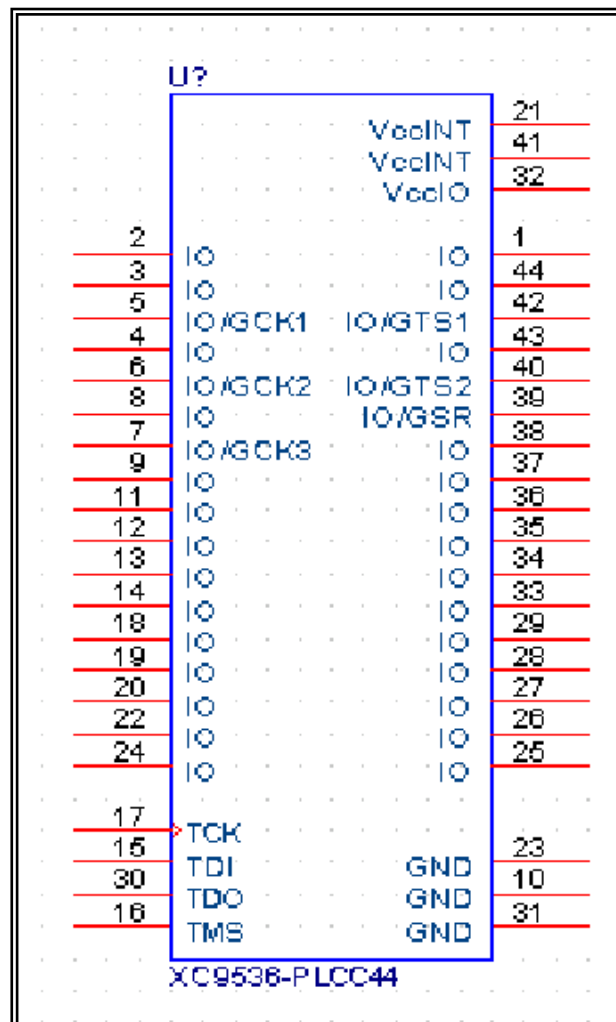 U?
21
VccINT
41
VccINT
32
VccIO
2 1
IO IO
3 44
IO IO
5 42
IO/GCK1 IO/GTS1
4 43
IO IO
6 40
IO/GCK2 IO/GTS2
8 39
IO IO/GSR
7 38
IO/GCK3 IO
9 37
IO IO
11 36
IO IO
12 35
IO IO
13 34
IO IO
14 33
IO IO
18 29
IO IO
19 28
IO IO
20 27
IO IO
22 26
IO IO
24 25
IO IO
17
TCK
15 23
TDI GND
30 10
TDO GND
16 31
TMS GND
XC9536-PLCC44